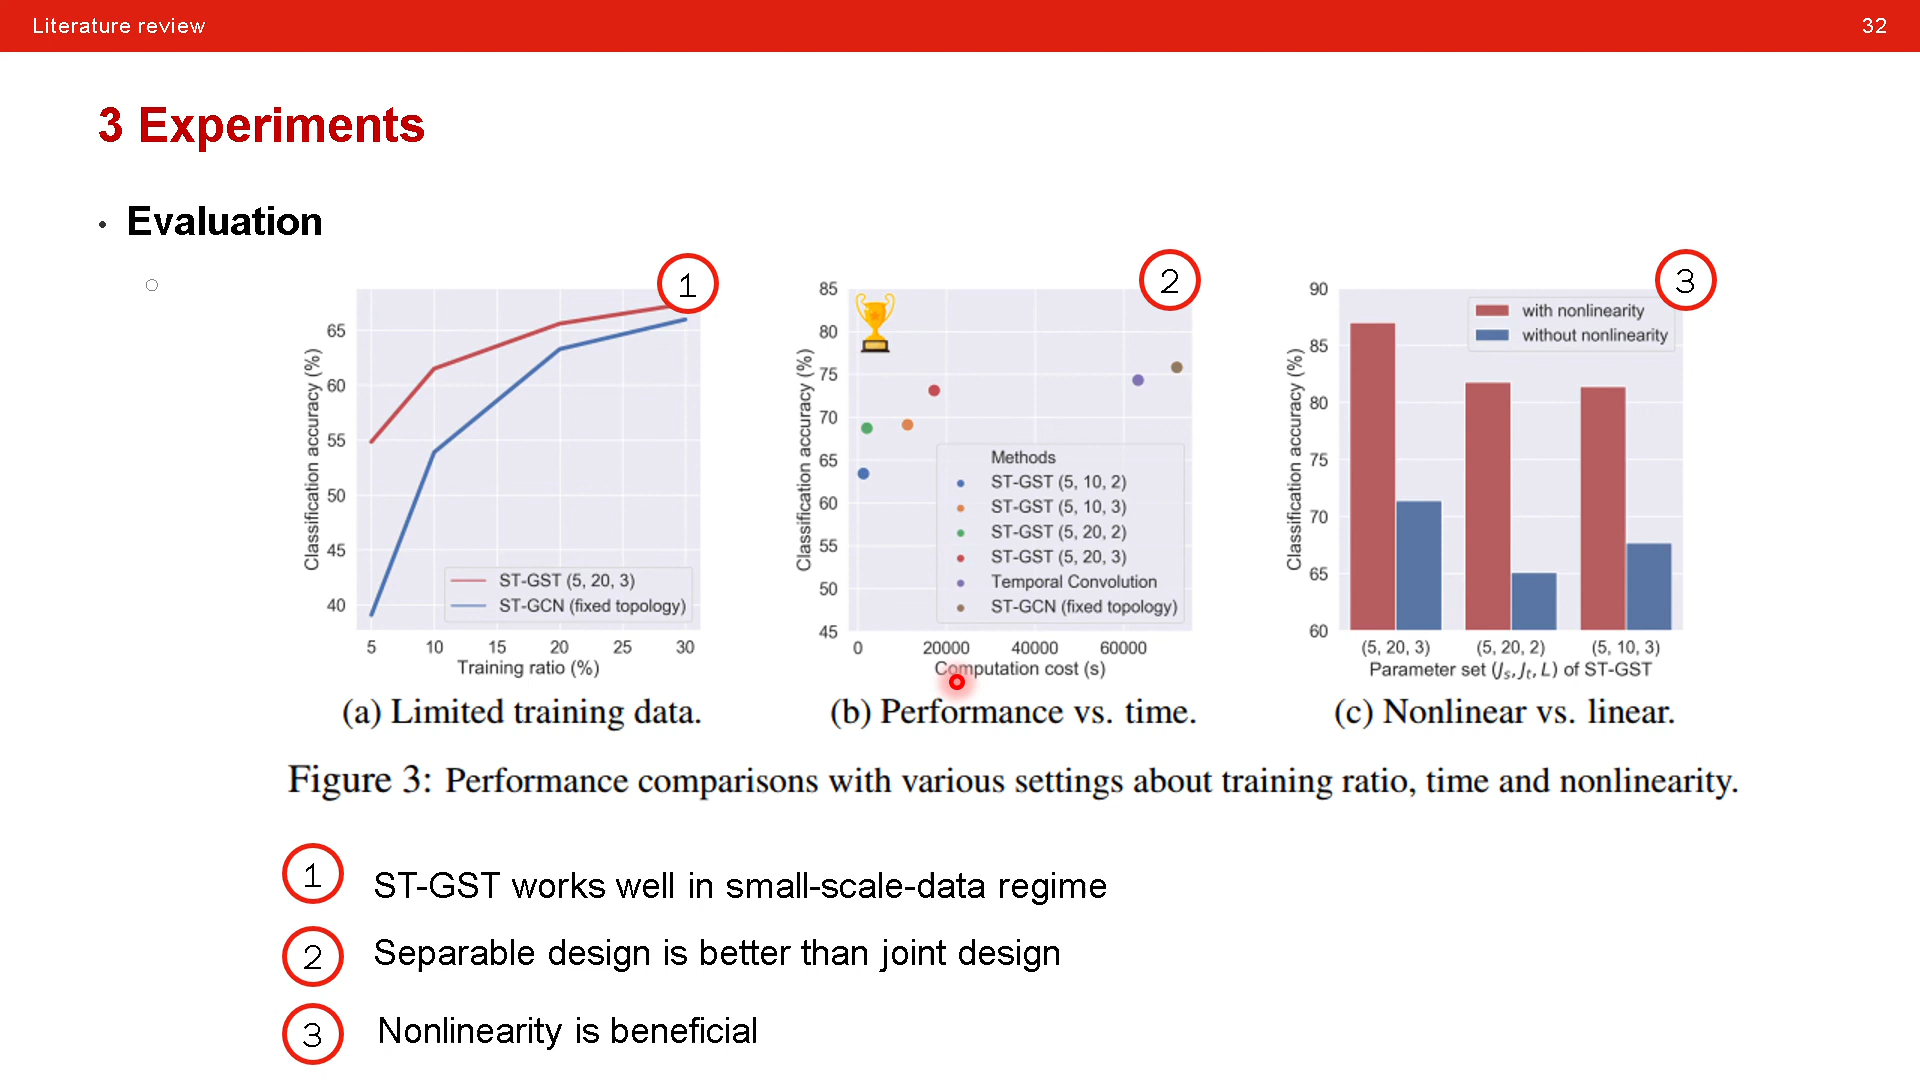 Literature review
32
3 Experiments
• Evaluation
1
65
60
55
50
45
40
Classification accuracy (%)
ST-GST (5, 20, 3)
ST-GCN (fixed topology)
5 10 15 20 25 30
Training ratio (%)
(a) Limited training data.
2
85
80
75
70
65
60
55
50
45
Classification accuracy (%)
Methods
ST-GST (5, 10, 2)
ST-GST (5, 10, 3)
ST-GST (5, 20, 2)
ST-GST (5, 20, 3)
Temporal Convolution
ST-GCN (fixed topology)
0 20000 40000 60000
Computation cost (s)
(b) Performance vs. time.
3
90
85
80
75
70
65
60
Classification accuracy (%)
with nonlinearity
without nonlinearity
(5, 20, 3) (5, 20, 2) (5, 10, 3)
Parameter set (Js, Jt, L) of ST-GST
(c) Nonlinear vs. linear.
Figure 3: Performance comparisons with various settings about training ratio, time and nonlinearity.
1 ST-GST works well in small-scale-data regime
2 Separable design is better than joint design
3 Nonlinearity is beneficial